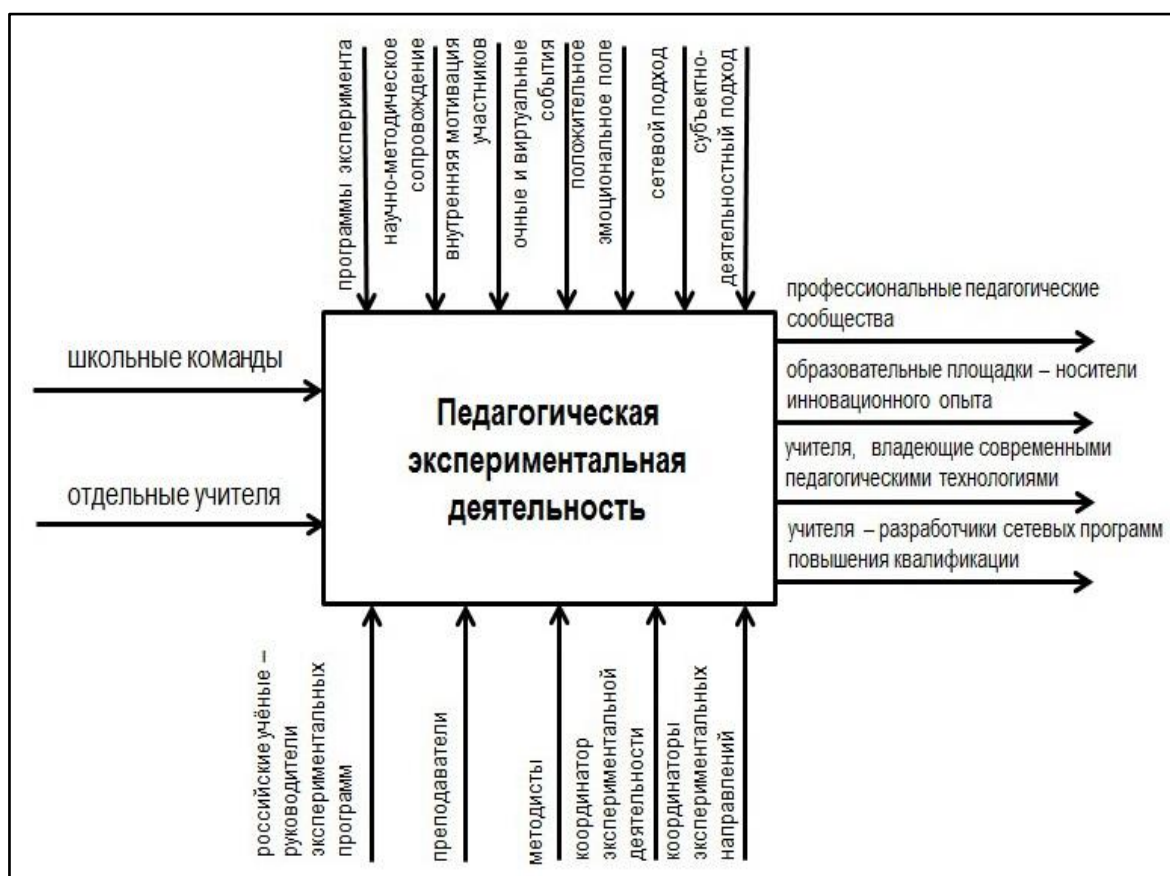 программы эксперимента
научно-методическое
сопровождение
внутренняя мотивация
участников
очные и виртуальные
события
положительное
эмоциональное поле
сетевой подход
субъектно-
деятельностный подход
школьные команды
отдельные учителя
Педагогическая
экспериментальная
деятельность
профессиональные педагогические
сообщества
образовательные площадки – носители
инновационного опыта
учителя, владеющие современными
педагогическими технологиями
учителя – разработчики сетевых программ
повышения квалификации
российские учёные –
руководители
экспериментальных
программ
преподаватели
методисты
координатор
экспериментальной
деятельности
координаторы
экспериментальных
направлений